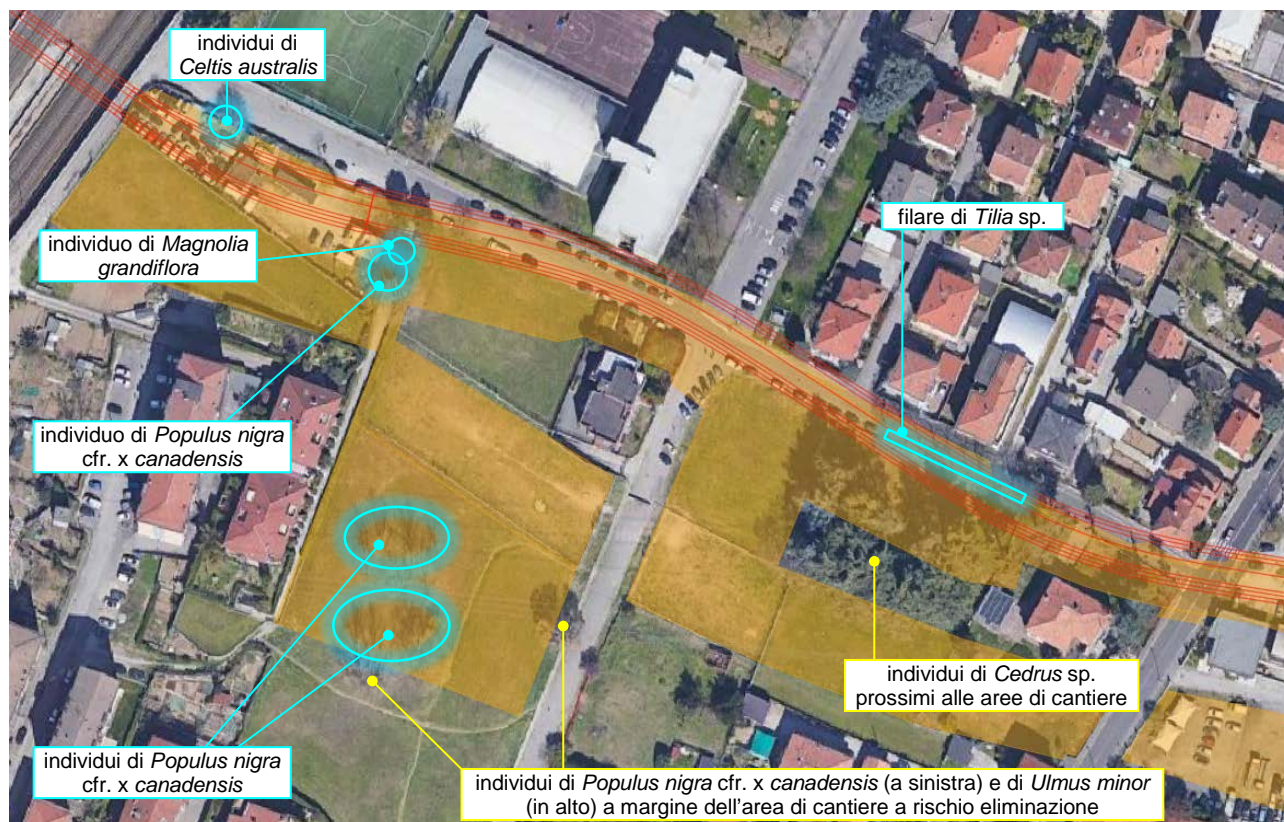 individui di
Celtis australis
filare di Tilia sp.
individuo di Magnolia
grandiflora
individuo di Populus nigra
cfr. x canadensis
individui di Cedrus sp.
prossimi alle aree di cantiere
individui di Populus nigra
cfr. x canadensis
individui di Populus nigra cfr. x canadensis (a sinistra) e di Ulmus minor
(in alto) a margine dell'area di cantiere a rischio eliminazione